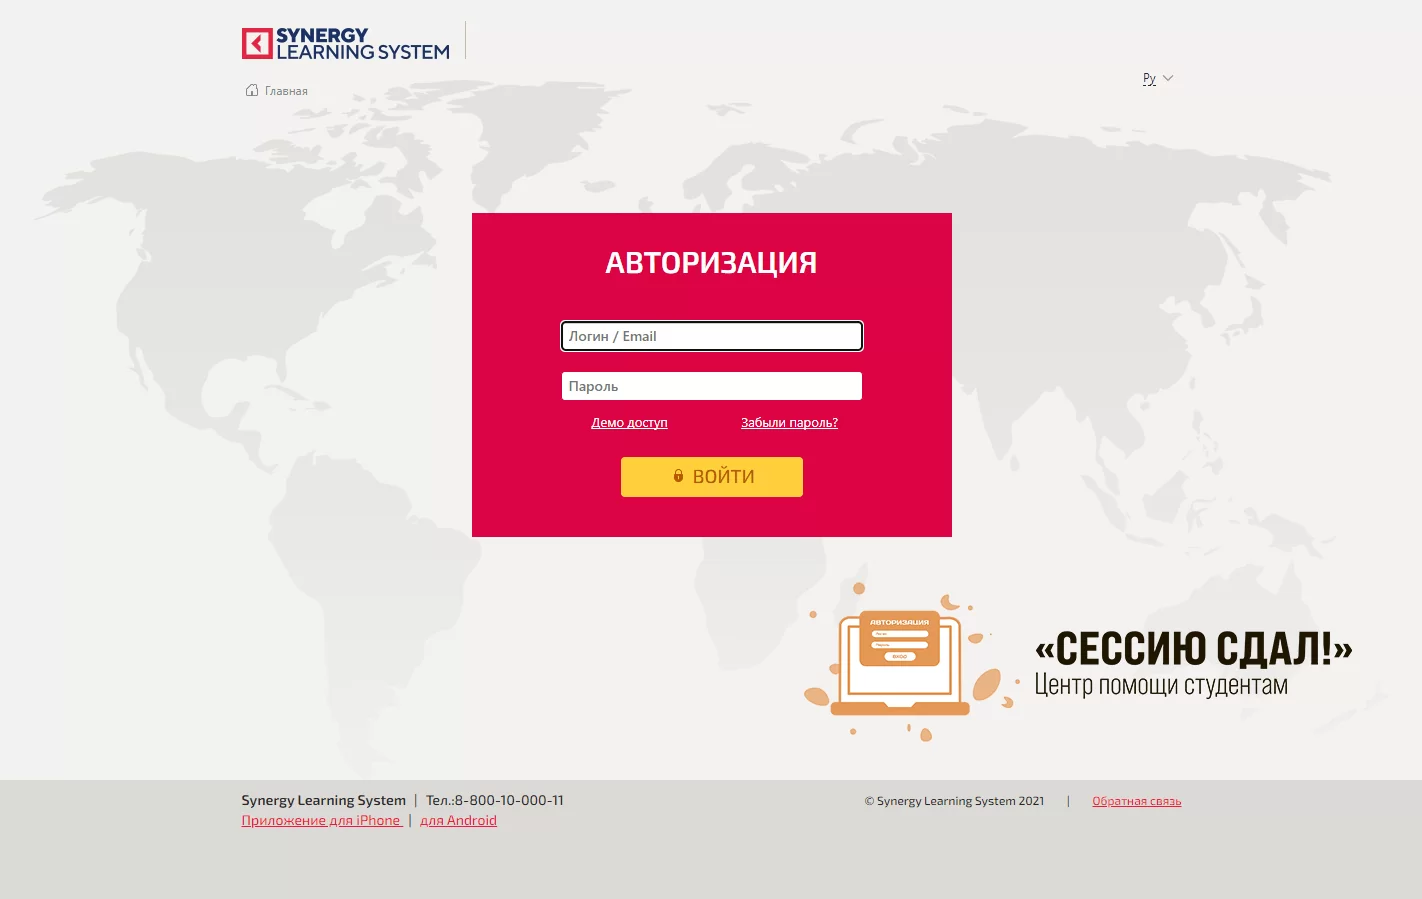 SYNERGY
LEARNING SYSTEM
Главная
Ру
АВТОРИЗАЦИЯ
Логин / Email
Пароль
Демо доступ
Забыли пароль?
ВОЙТИ
АВТОРИЗАЦИЯ
Логин
Пароль
ВХОД
«СЕССИЮ СДАЛ!»
Центр помощи студентам
Synergy Learning System | Тел.:8-800-10-000-11
Приложение для iPhone | для Android
© Synergy Learning System 2021 | Обратная связь